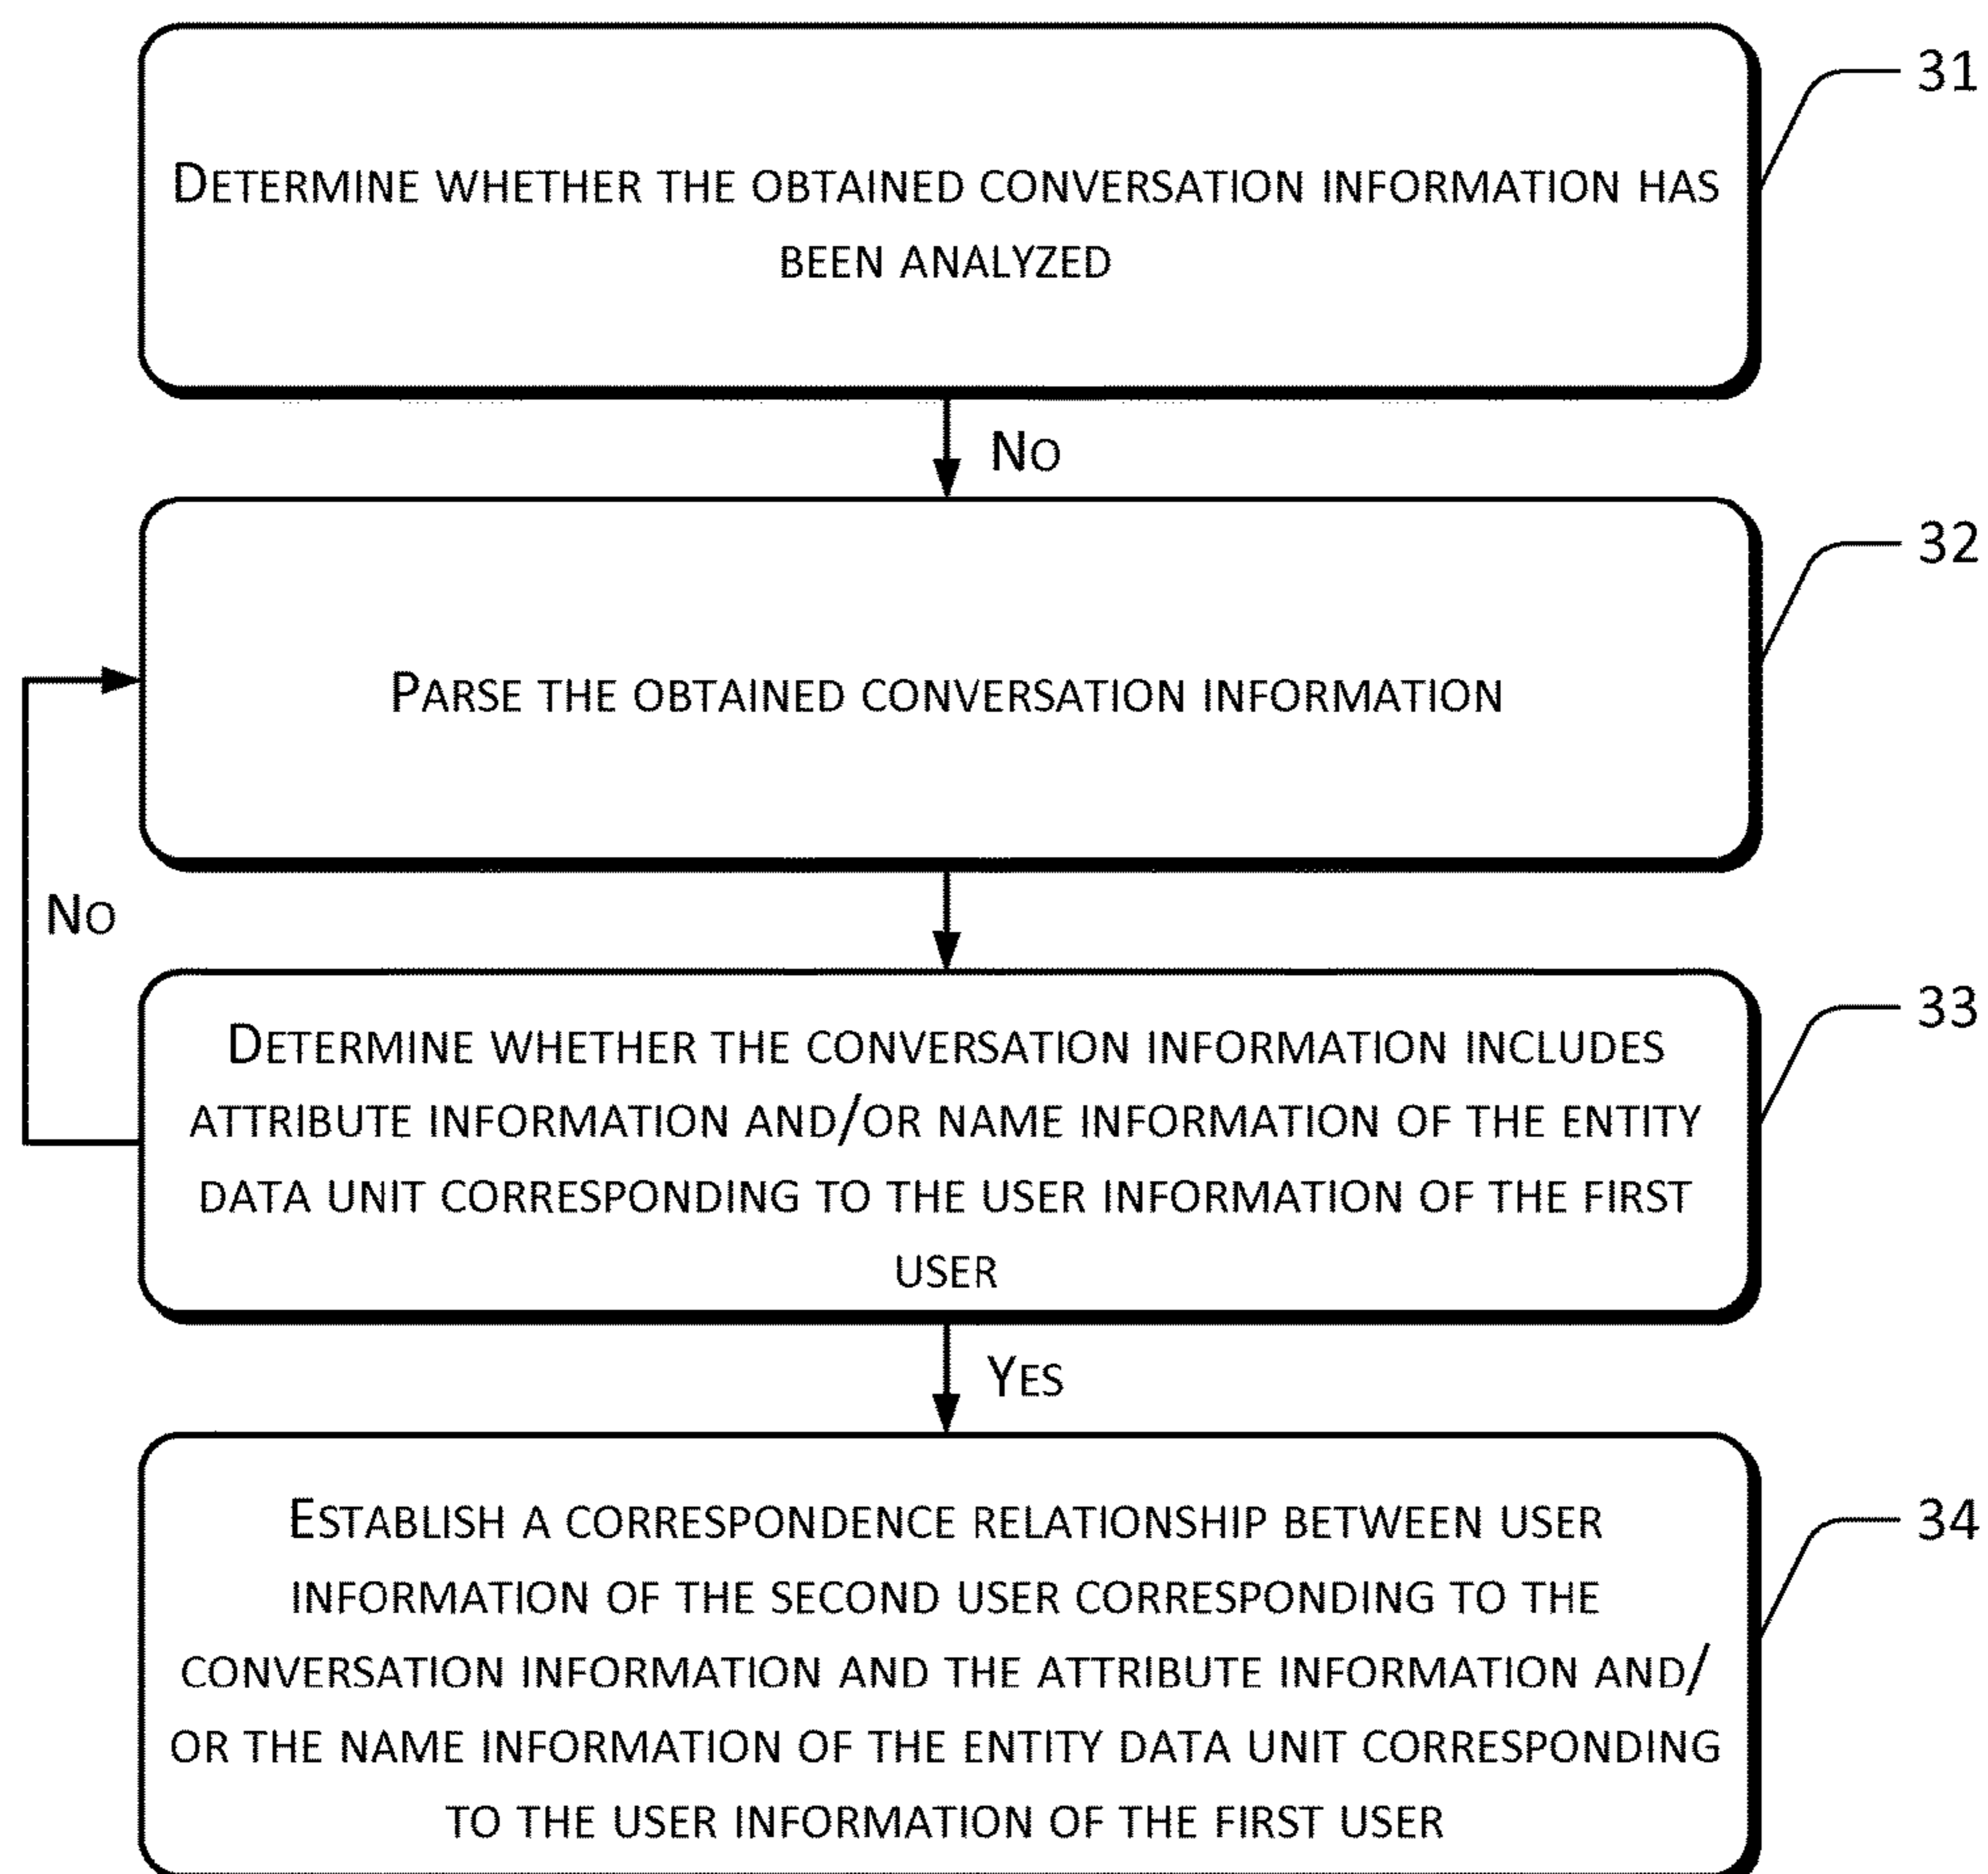 DETERMINE WHETHER THE OBTAINED CONVERSATION INFORMATION HAS
BEEN ANALYZED
31
NO
PARSE THE OBTAINED CONVERSATION INFORMATION
32
NO
DETERMINE WHETHER THE CONVERSATION INFORMATION INCLUDES
ATTRIBUTE INFORMATION AND/OR NAME INFORMATION OF THE ENTITY
DATA UNIT CORRESPONDING TO THE USER INFORMATION OF THE FIRST
USER
33
YES
ESTABLISH A CORRESPONDENCE RELATIONSHIP BETWEEN USER
INFORMATION OF THE SECOND USER CORRESPONDING TO THE
CONVERSATION INFORMATION AND THE ATTRIBUTE INFORMATION AND/
OR THE NAME INFORMATION OF THE ENTITY DATA UNIT CORRESPONDING
TO THE USER INFORMATION OF THE FIRST USER
34